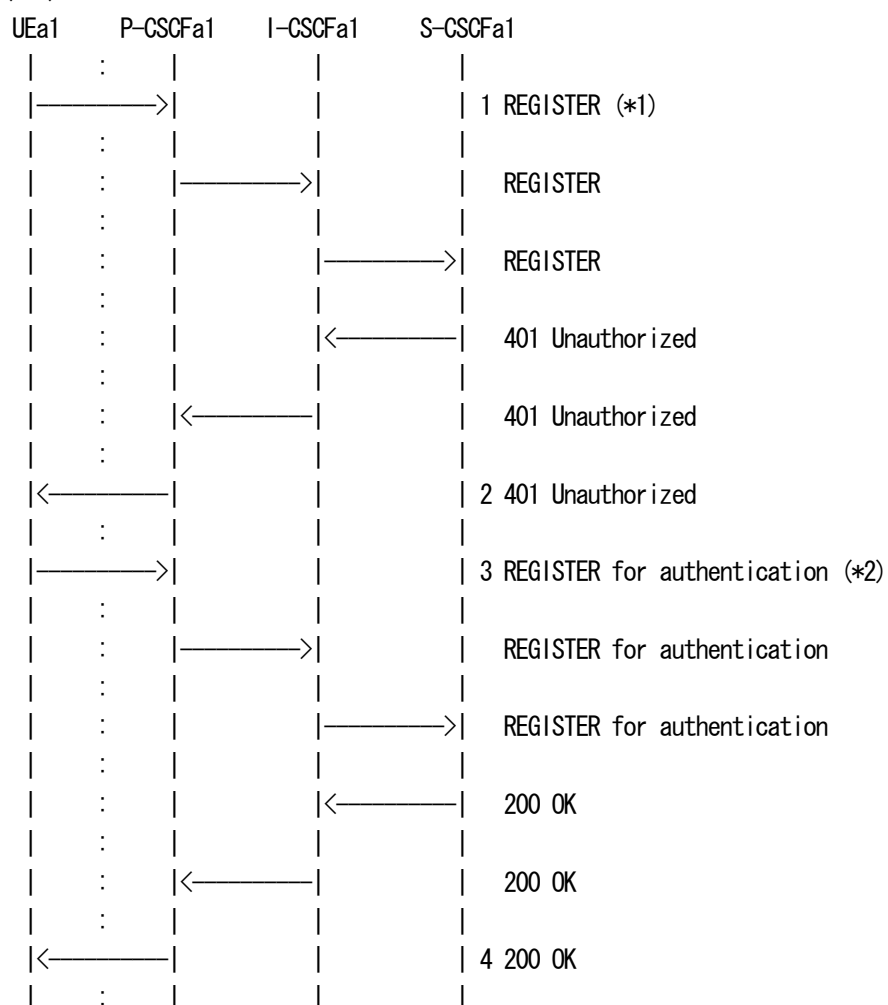 UEa1 P-CSCFa1 I-CSCFa1 S-CSCFa1
1 REGISTER (*1)
REGISTER
REGISTER
401 Unauthorized
401 Unauthorized
2 401 Unauthorized
3 REGISTER for authentication (*2)
REGISTER for authentication
REGISTER for authentication
200 OK
200 OK
4 200 OK